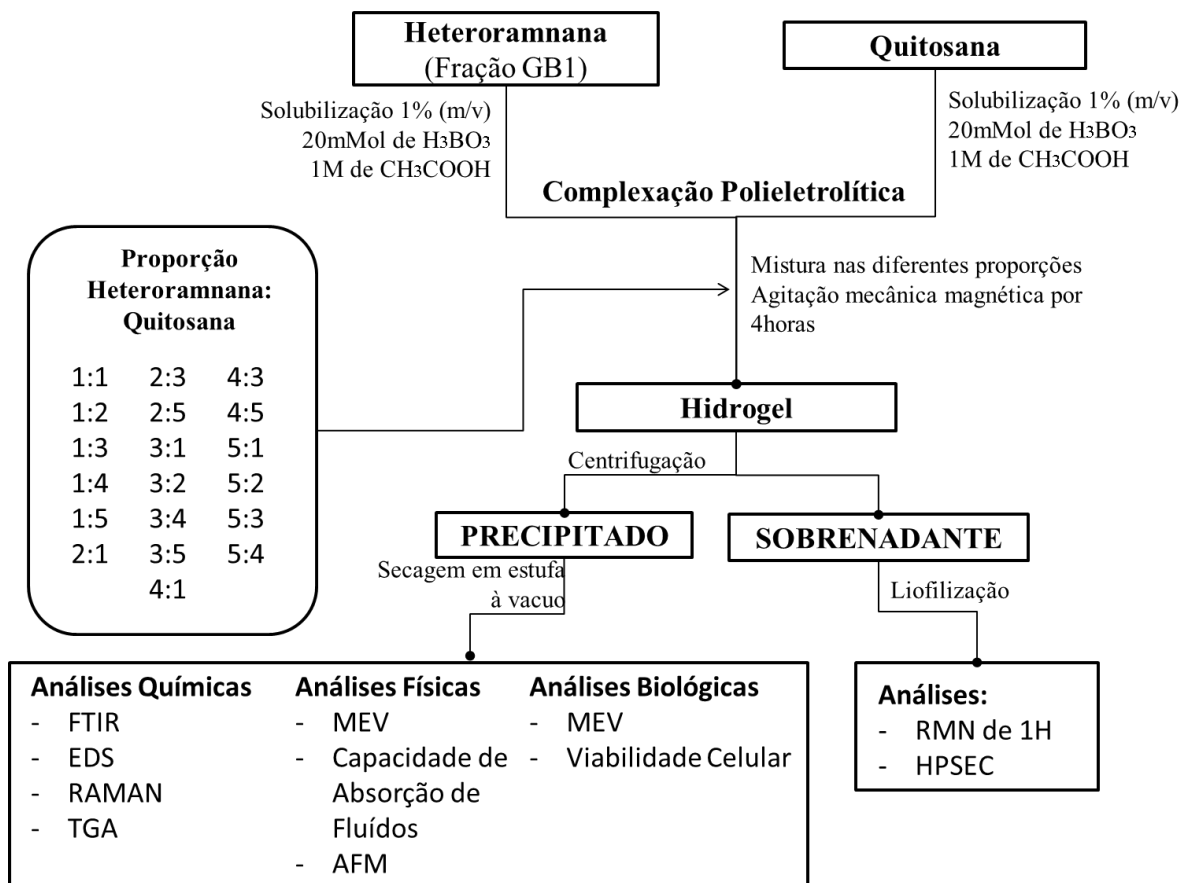 Heteroramnana
(Fração GB1)
Quitosana
Solubilização 1% (m/v)
20mMol de H3BO3
1M de CH3COOH
Solubilização 1% (m/v)
20mMol de H3BO3
1M de CH3COOH
Complexação Polieletrolítica
Proporção
Heteroramnana:
Quitosana
1:1 2:3 4:3
1:2 2:5 4:5
1:3 3:1 5:1
1:4 3:2 5:2
1:5 3:4 5:3
2:1 3:5 5:4
4:1
Mistura nas diferentes proporções
Agitação mecânica magnética por
4horas
Hidrogel
Centrifugação
PRECIPITADO
SOBRENADANTE
Secagem em estufa
à vacuo
Liofilização
Análises Químicas
- FTIR
- EDS
- RAMAN
- TGA
Análises Físicas
- MEV
- Capacidade de
Absorção de
Fluídos
- AFM
Análises Biológicas
- MEV
- Viabilidade Celular
Análises:
- RMN de 1H
- HPSEC